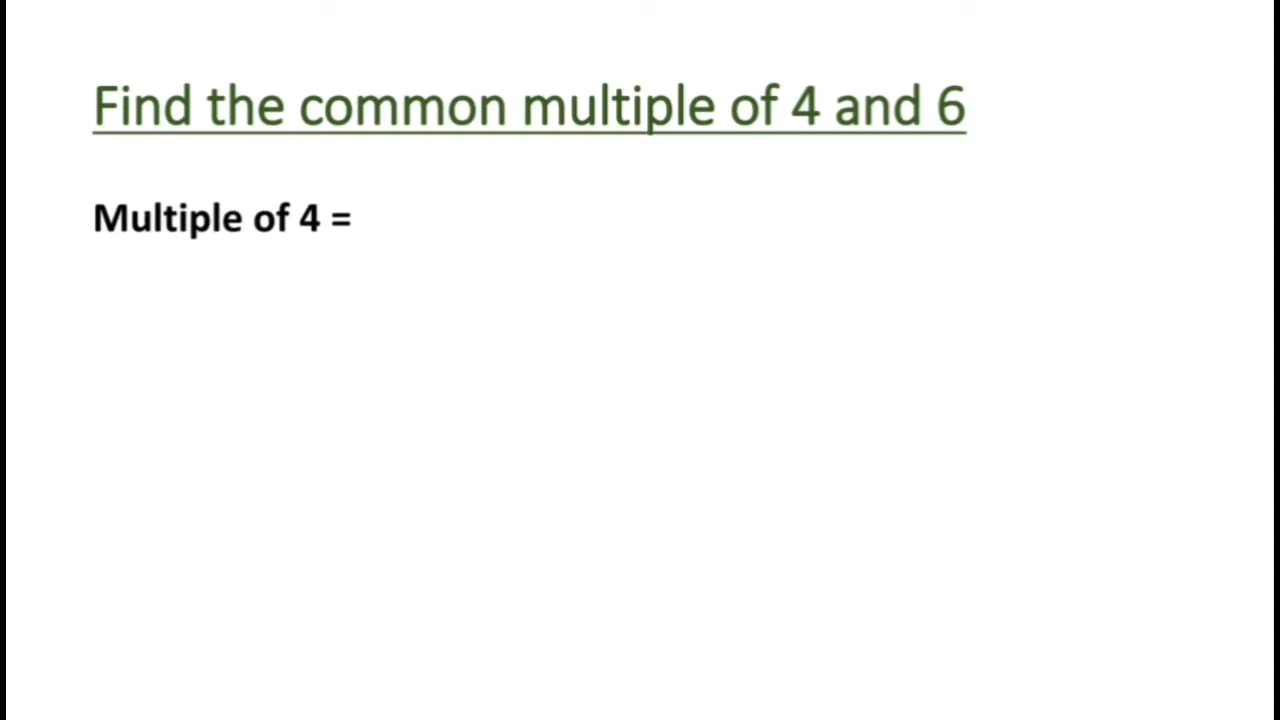 Find the common multiple of 4 and 6
Multiple of 4 =